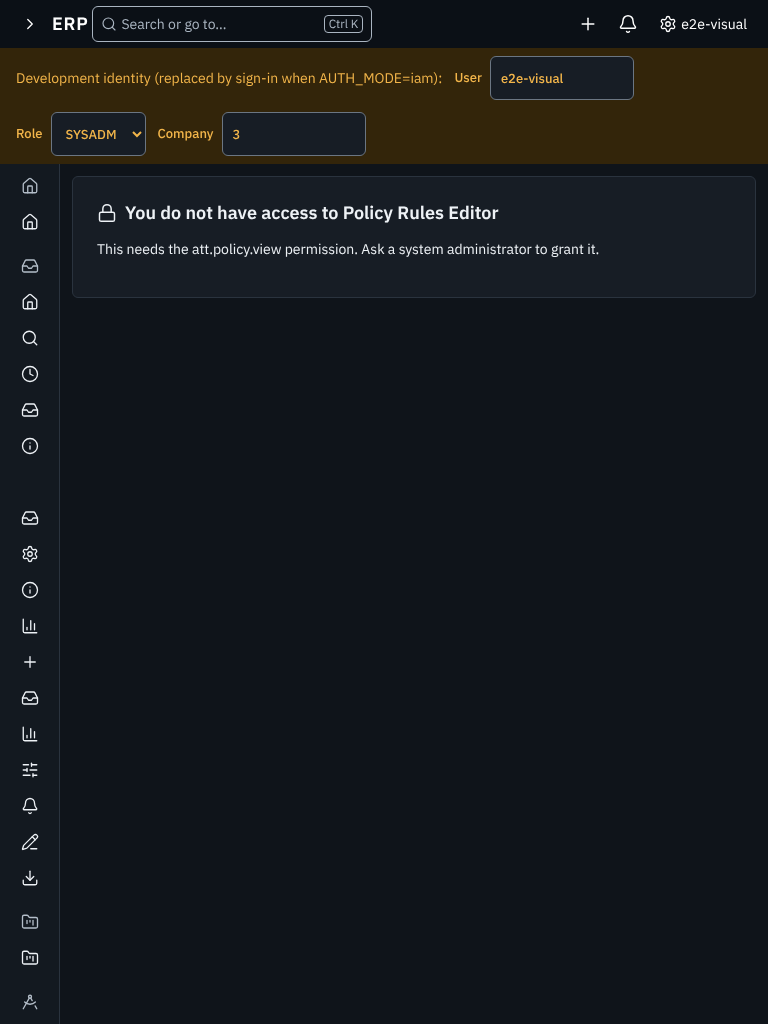 ERP
Search or go to...
Ctrl K
e2e-visual
Development identity (replaced by sign-in when AUTH_MODE=iam): User e2e-visual
Role SYSADM Company 3
You do not have access to Policy Rules Editor
This needs the att.policy.view permission. Ask a system administrator to grant it.